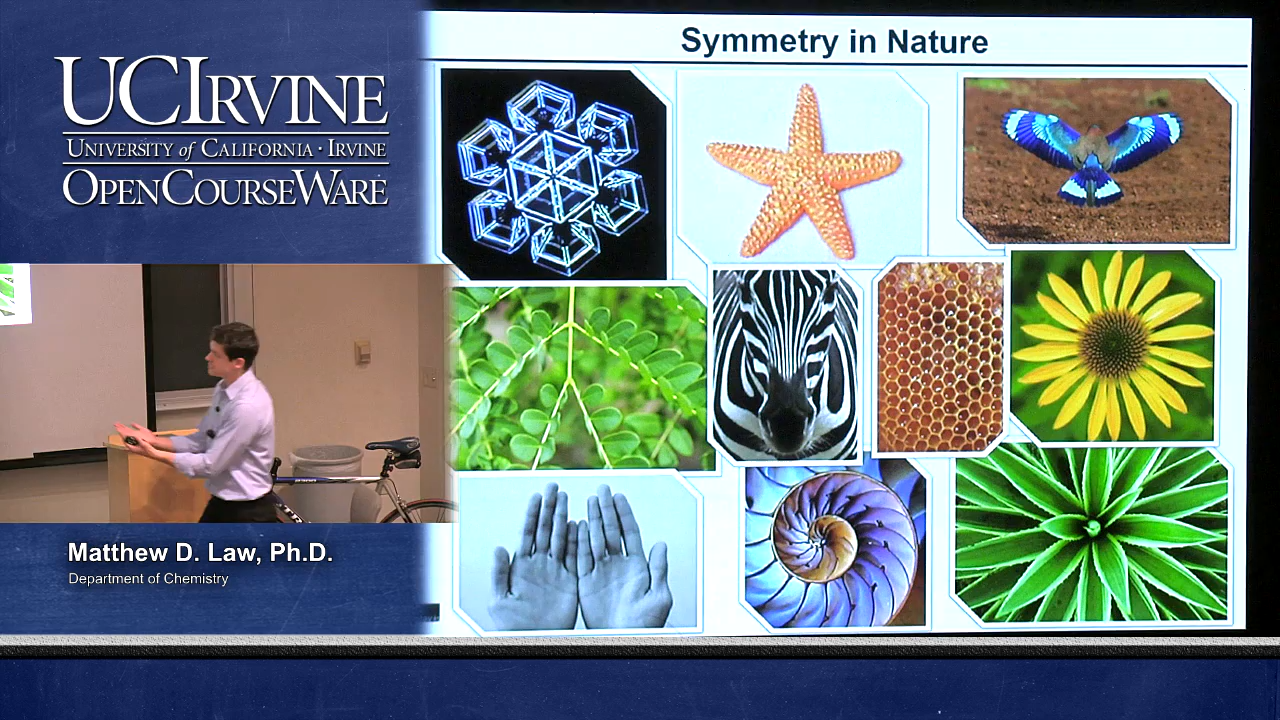 UCIRVINE
UNIVERSITY of CALIFORNIA · IRVINE
OPENCOURSEWARE
Matthew D. Law, Ph.D.
Department of Chemistry
Symmetry in Nature